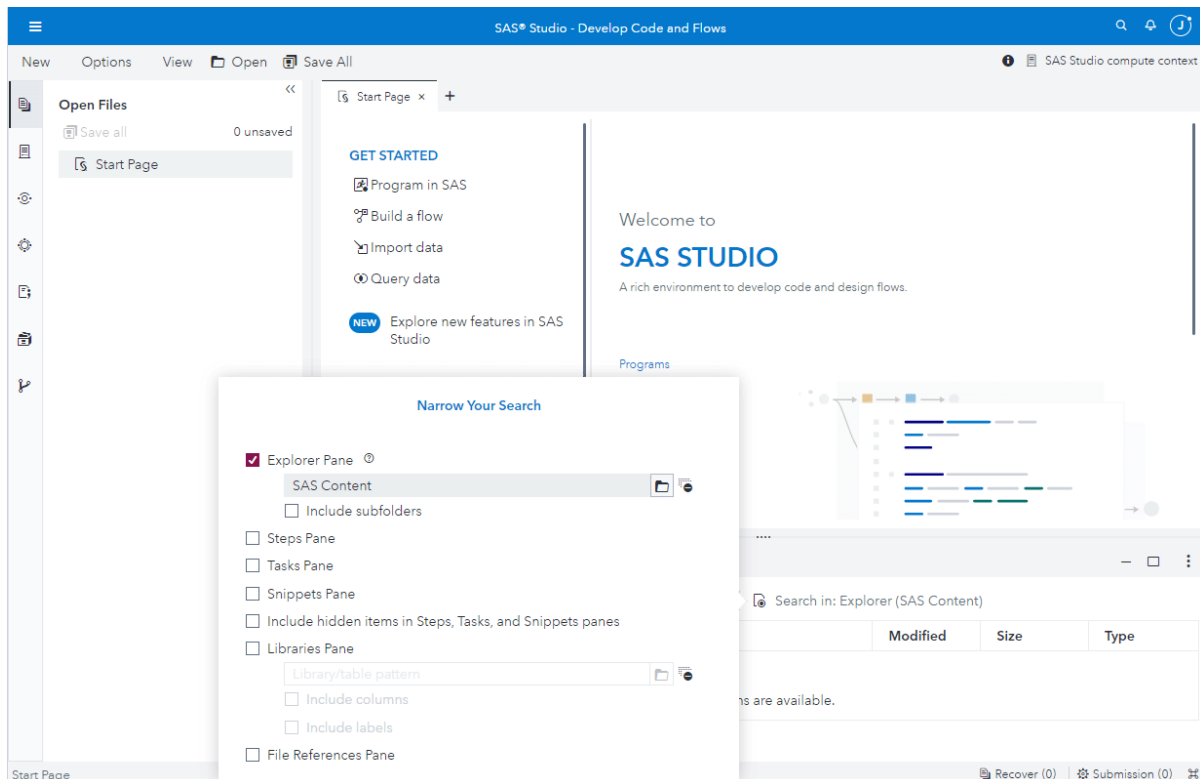 SAS® Studio - Develop Code and Flows
J
New Options View Open Save All
SAS Studio compute context
Open Files
Save all 0 unsaved
Start Page
Start Page
GET STARTED
Program in SAS
Build a flow
Import data
Query data
NEW Explore new features in SAS
Studio
Welcome to
SAS STUDIO
A rich environment to develop code and design flows.
Programs
Narrow Your Search
Explorer Pane
SAS Content
Include subfolders
Steps Pane
Tasks Pane
Snippets Pane
Include hidden items in Steps, Tasks, and Snippets panes
Libraries Pane
Library/table pattern
Include columns
Include labels
File References Pane
Search in: Explorer (SAS Content)
Modified Size Type
are available.
Start Page
Recover (0) Submission (0)